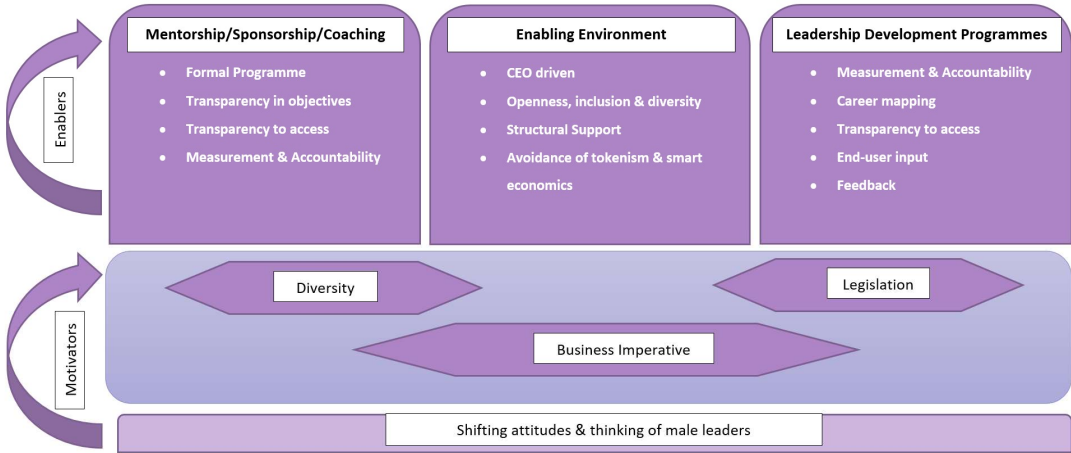 Enablers
Mentorship/Sponsorship/Coaching
Formal Programme
Transparency in objectives
Transparency to access
Measurement & Accountability
Enabling Environment
CEO driven
Openness, inclusion & diversity
Structural Support
Avoidance of tokenism & smart
economics
Leadership Development Programmes
Measurement & Accountability
Career mapping
Transparency to access
End-user input
Feedback
Motivators
Diversity
Legislation
Business Imperative
Shifting attitudes & thinking of male leaders